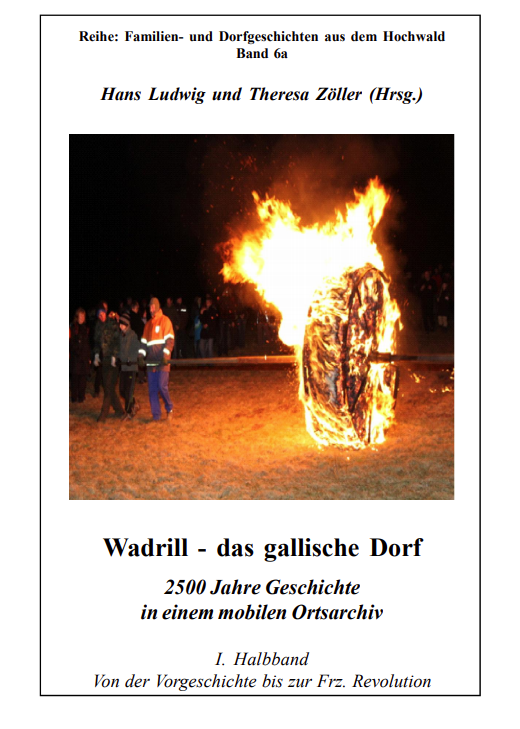 Reihe: Familien- und Dorfgeschichten aus dem Hochwald
Band 6a
Hans Ludwig und Theresa Zöller (Hrsg.)
Wadrill - das gallische Dorf
2500 Jahre Geschichte
in einem mobilen Ortsarchiv
I. Halbband
Von der Vorgeschichte bis zur Frz. Revolution